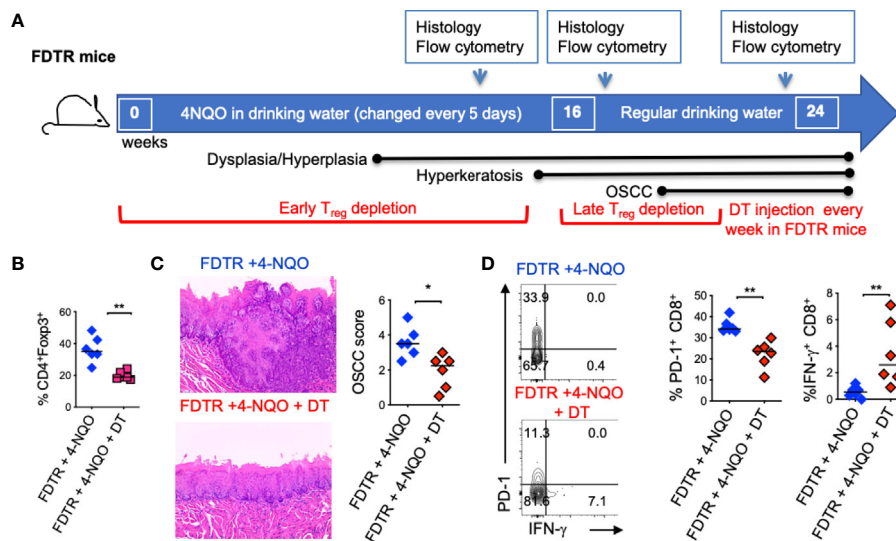 A
Histology
Flow cytometry
Histology
Flow cytometry
Histology
Flow cytometry
FDTR mice
0
4NQO in drinking water (changed every 5 days)
16
Regular drinking water
24
weeks
Dysplasia/Hyperplasia
Hyperkeratosis
OSCC
Early Treg depletion
Late Treg depletion
DT injection every
week in FDTR mice
B
% CD4⁺Foxp3⁺
60
40
20
0
**
FDTR + 4-NQO
FDTR + 4-NQO + DT
C
FDTR +4-NQO
FDTR +4-NQO + DT
OSCC score
6
4
2
0
*
FDTR + 4-NQO
FDTR + 4-NQO + DT
D
FDTR +4-NQO
33.9
0.0
65.7
0.4
FDTR +4-NQO
+ DT
11.3
0.0
81.6
7.1
PD-1
IFN-γ
% PD-1⁺ CD8⁺
50
40
30
20
10
0
**
FDTR + 4-NQO
FDTR + 4-NQO + DT
%IFN-γ⁺ CD8⁺
8
6
4
2
0
**
FDTR + 4-NQO
FDTR + 4-NQO + DT